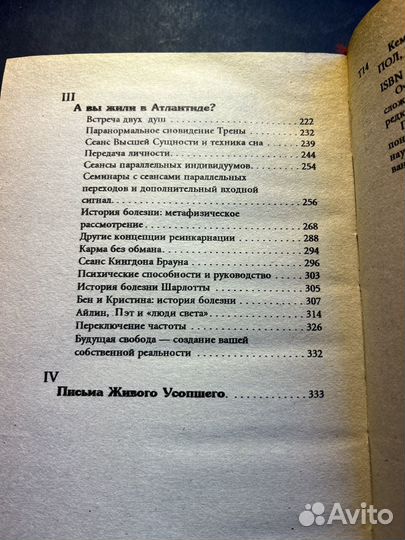 III
А вы жили в Атлантиде?
Встреча двух душ 222
Паранормальное сновидение Трены 232
Сеанс Высшей Сущности и техника сна 239
Передача личности. 244
Сеансы параллельных индивидуумов. 254
Семинары с сеансами параллельных
переходов и дополнительный входной
сигнал. 256
История болезни: метафизическое
рассмотрение 268
Другие концепции реинкарнации 288
Карма без обмана. 294
Сеанс Кингдона Брауна 296
Психические способности и руководство 303
История болезни Шарлотты 305
Бен и Кристина: история болезни 307
Айлин, Пэт и «люди света» 314
Переключение частоты 326
Будущая свобода — создание вашей
собственной реальности 332
IV
Письма Живого Усопшего. 333
Кем
Т14 ПОЛ,
ISBN
Avito